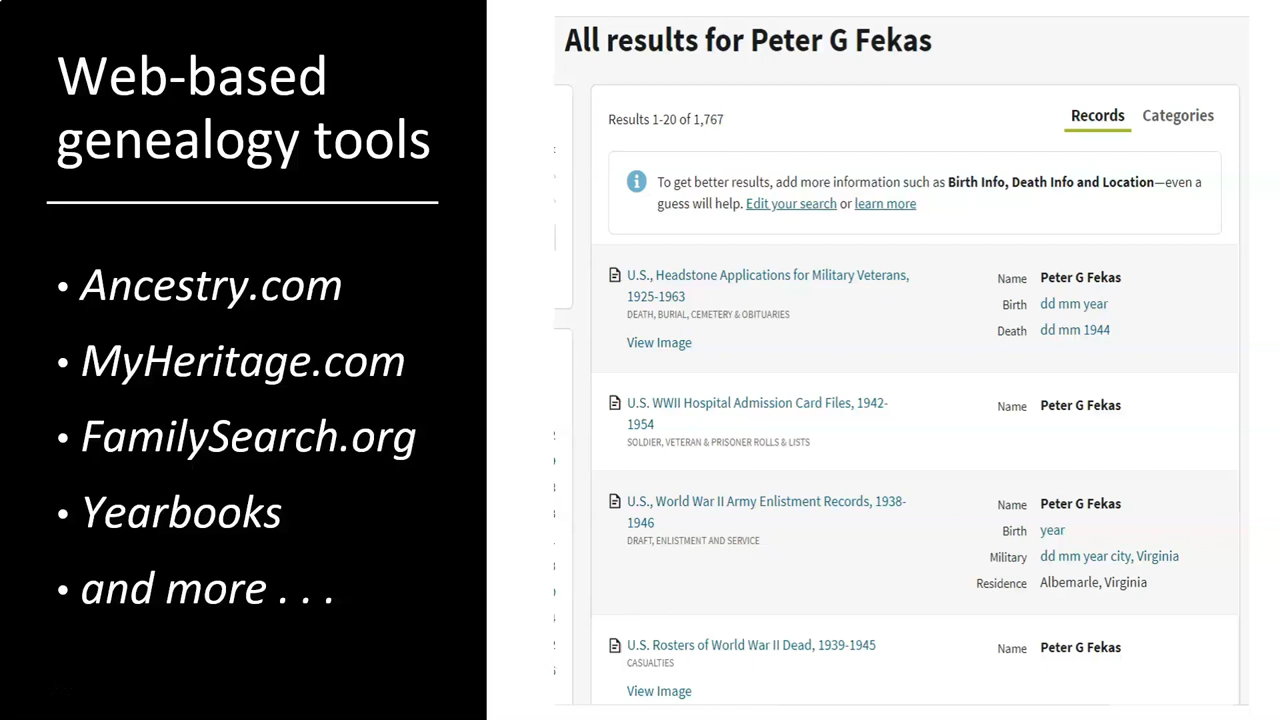 Web-based
genealogy tools
• Ancestry.com
• MyHeritage.com
• FamilySearch.org
• Yearbooks
• and more . . .
All results for Peter G Fekas
Results 1-20 of 1,767
Records Categories
To get better results, add more information such as Birth Info, Death Info and Location—even a
guess will help. Edit your search or learn more
U.S., Headstone Applications for Military Veterans,
1925-1963
DEATH, BURIAL, CEMETERY & OBITUARIES
View Image
Name Peter G Fekas
Birth dd mm year
Death dd mm 1944
U.S. WWII Hospital Admission Card Files, 1942-
1954
SOLDIER, VETERAN & PRISONER ROLLS & LISTS
Name Peter G Fekas
U.S., World War II Army Enlistment Records, 1938-
1946
DRAFT, ENLISTMENT AND SERVICE
Name Peter G Fekas
Birth year
Military dd mm year city, Virginia
Residence Albemarle, Virginia
U.S. Rosters of World War II Dead, 1939-1945
CASUALTIES
View Image
Name Peter G Fekas